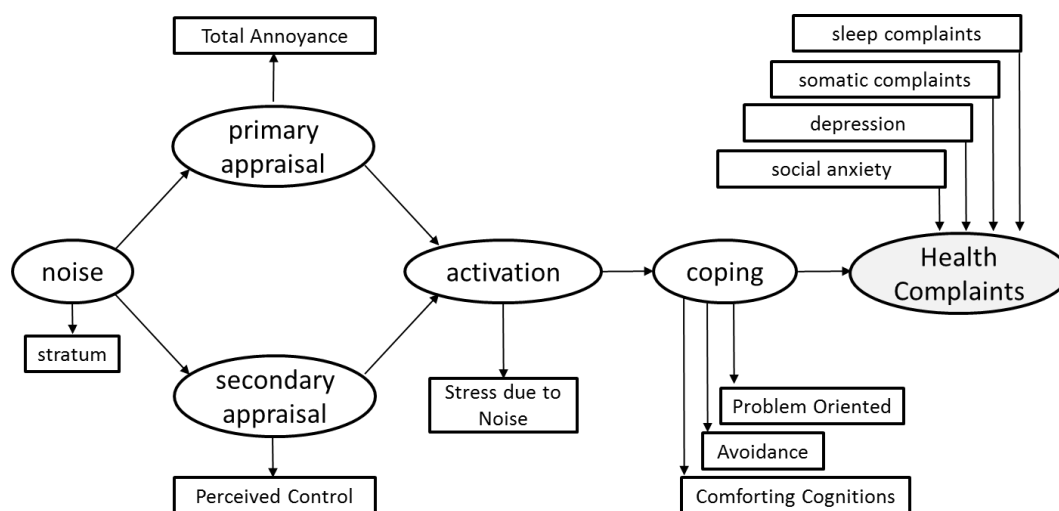 Total Annoyance
sleep complaints
somatic complaints
depression
social anxiety
primary
appraisal
noise
activation
coping
Health
Complaints
stratum
secondary
appraisal
Stress due to
Noise
Problem Oriented
Avoidance
Perceived Control
Comforting Cognitions